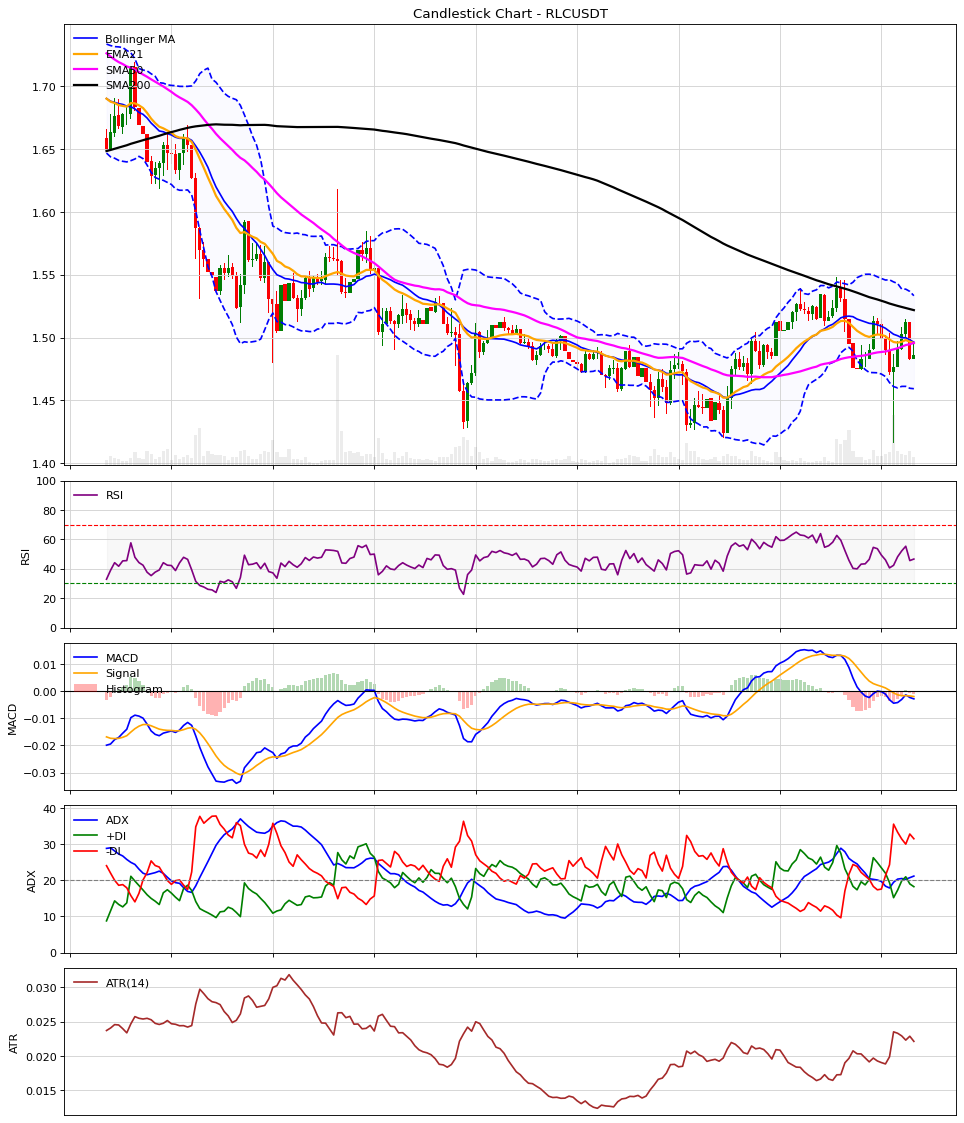 Candlestick Chart - RLCUSDT
Bollinger MA
EMA21
SMA50
SMA200
1.70
1.65
1.60
1.55
1.50
1.45
1.40
RSI
RSI
100
80
60
40
20
0
MACD
Signal
Histogram
MACD
0.01
0.00
−0.01
−0.02
−0.03
ADX
+DI
-DI
ADX
40
30
20
10
0
ATR(14)
ATR
0.030
0.025
0.020
0.015